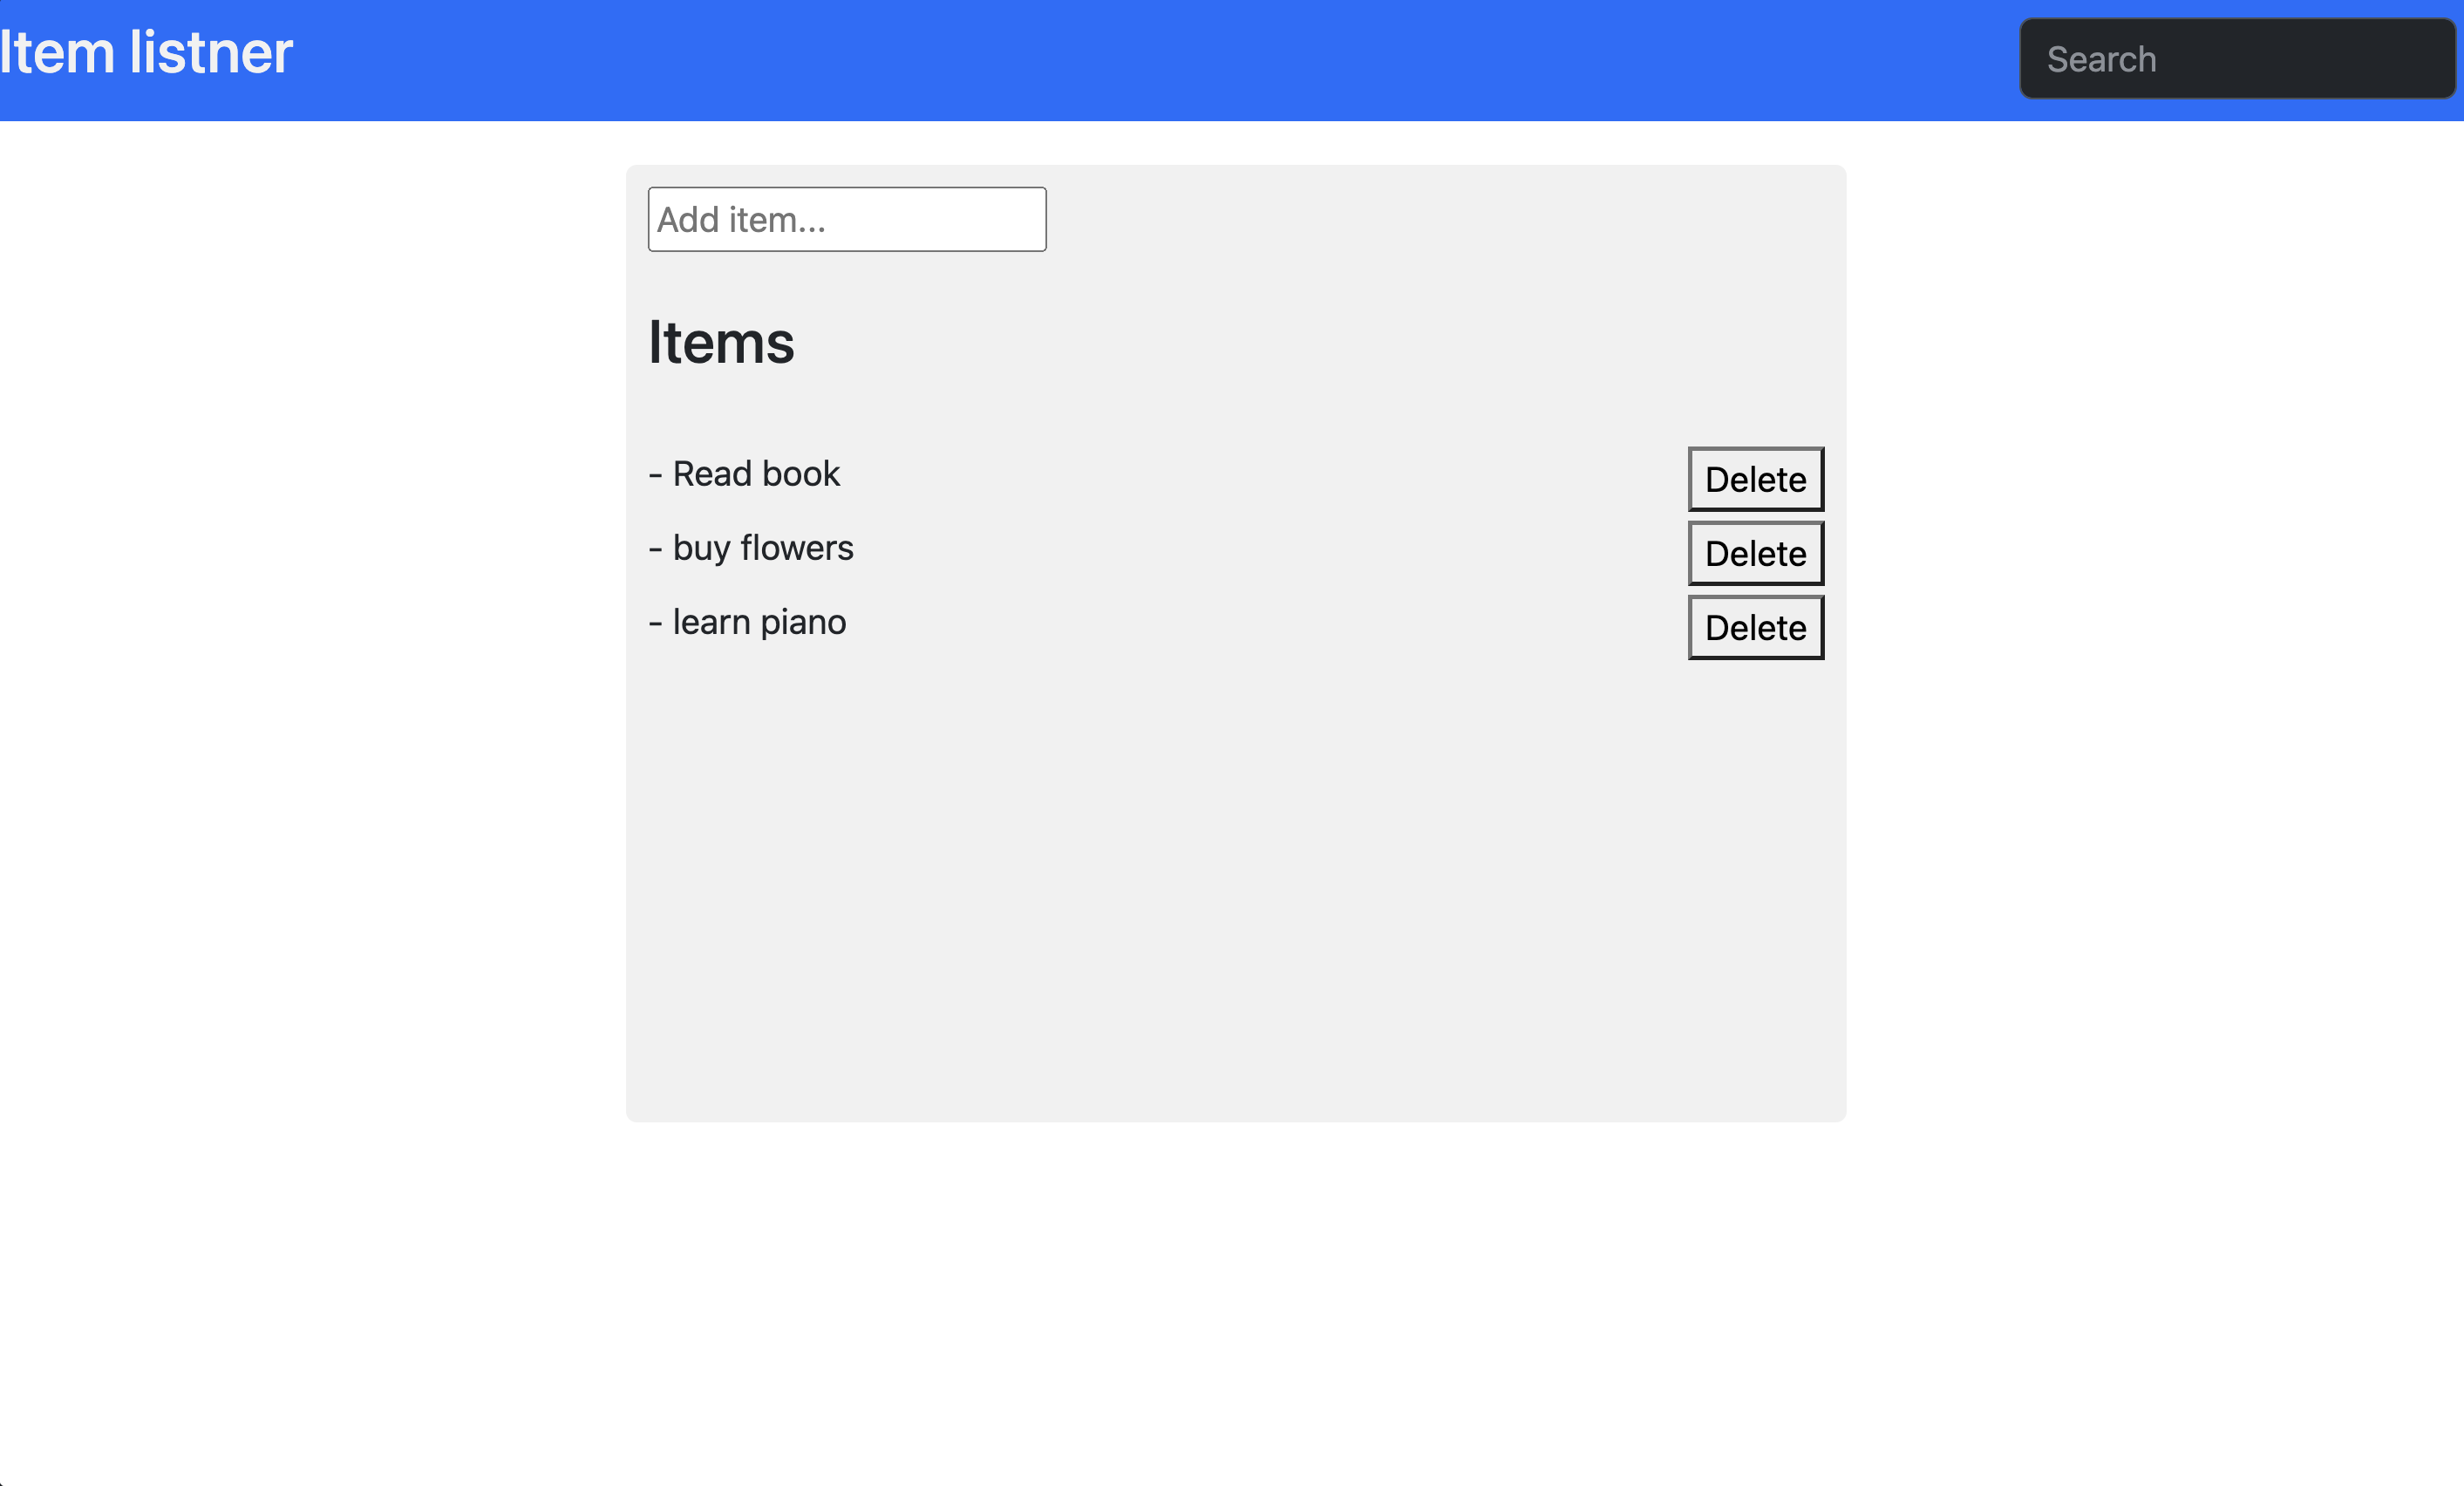 Item listner
Search
Add item...
Items
- Read book
Delete
- buy flowers
Delete
- learn piano
Delete